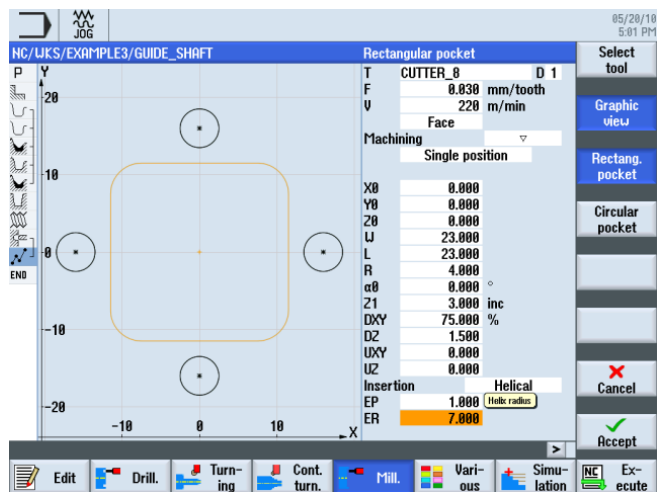 JOG
05/20/10
5:01 PM
NC/WKS/EXAMPLE3/GUIDE_SHAFT
Rectangular pocket
Select
tool
P
Y
T CUTTER_8 D 1
F 0.030 mm/tooth
V 220 m/min
Face
Machining ▽
Single position
X0 0.000
Y0 0.000
Z0 0.000
W 23.000
L 23.000
R 4.000
α0 0.000 °
Z1 3.000 inc
DXY 75.000 %
DZ 1.500
UXY 0.000
UZ 0.000
Insertion Helical
EP 1.000 Helix radius
ER 7.000
20
10
0
-10
-20
-10 0 10 X
END
Graphic
view
Rectang.
pocket
Circular
pocket
Cancel
Accept
>
Edit
Drill.
Turn-
ing
Cont.
turn.
Mill.
Vari-
ous
Simu-
lation
NC Ex-
ecute